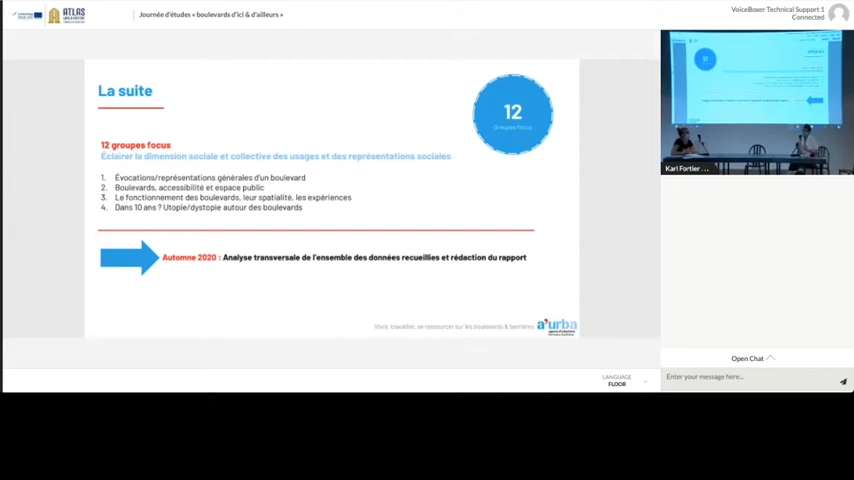 ATLAS
Journée d'études « boulevards d'ici & d'ailleurs »
VoiceBoxer Technical Support 1
Connected
La suite
12
Groupes focus
12 groupes focus
Éclairer la dimension sociale et collective des usages et des représentations sociales
1. Évocations/représentations générales d'un boulevard
2. Boulevards, accessibilité et espace public
3. Le fonctionnement des boulevards, leur spatialité, les expériences
4. Dans 10 ans ? Utopie/dystopie autour des boulevards
Automne 2020 : Analyse transversale de l'ensemble des données recueillies et rédaction du rapport
Vivre, travailler, se ressourcer sur les boulevards & barrières
a'urba
Karl Fortier ...
Open Chat
Enter your message here...
LANGUAGE
FLOOR